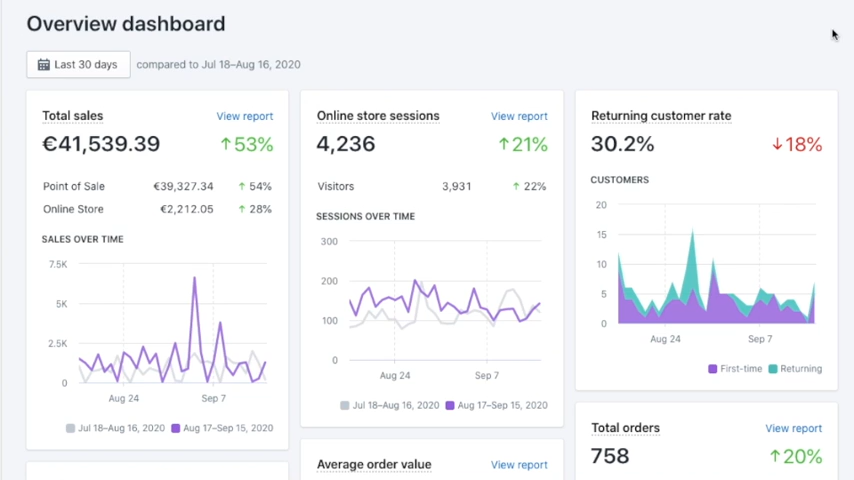 Overview dashboard
Last 30 days compared to Jul 18–Aug 16, 2020
Total sales View report
€41,539.39 ↑53%
Point of Sale €39,327.34 ↑ 54%
Online Store €2,212.05 ↑ 28%
SALES OVER TIME
7.5K
5K
2.5K
0
Aug 24 Sep 7
Jul 18–Aug 16, 2020 Aug 17–Sep 15, 2020
Online store sessions View report
4,236 ↑21%
Visitors 3,931 ↑ 22%
SESSIONS OVER TIME
300
200
100
0
Aug 24 Sep 7
Jul 18–Aug 16, 2020 Aug 17–Sep 15, 2020
Average order value View report
Returning customer rate
30.2% ↓18%
CUSTOMERS
20
15
10
5
0
Aug 24 Sep 7
First-time Returning
Total orders View report
758 ↑20%